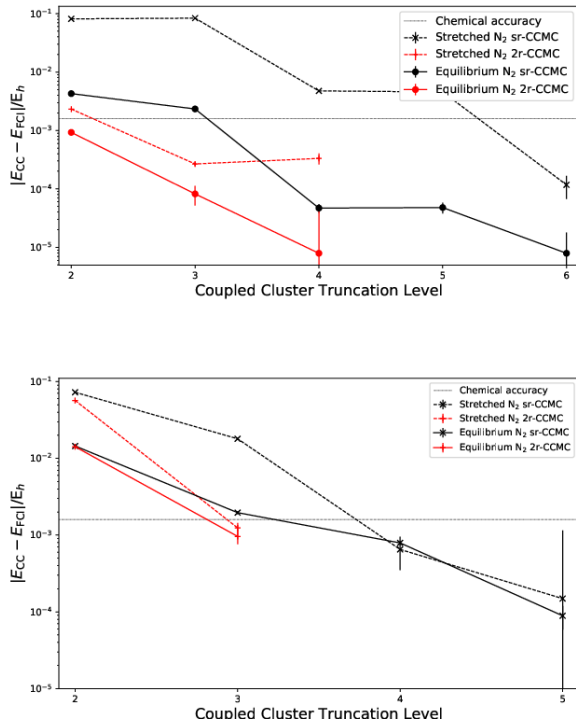 10⁻¹
10⁻²
10⁻³
10⁻⁴
10⁻⁵
|E_CC − E_FCI|/E_h
Chemical accuracy
Stretched N₂ sr-CCMC
Stretched N₂ 2r-CCMC
Equilibrium N₂ sr-CCMC
Equilibrium N₂ 2r-CCMC
2 3 4 5 6
Coupled Cluster Truncation Level
10⁻¹
10⁻²
10⁻³
10⁻⁴
10⁻⁵
|E_CC − E_FCI|/E_h
Chemical accuracy
Stretched N₂ sr-CCMC
Stretched N₂ 2r-CCMC
Equilibrium N₂ sr-CCMC
Equilibrium N₂ 2r-CCMC
2 3 4 5
Coupled Cluster Truncation Level